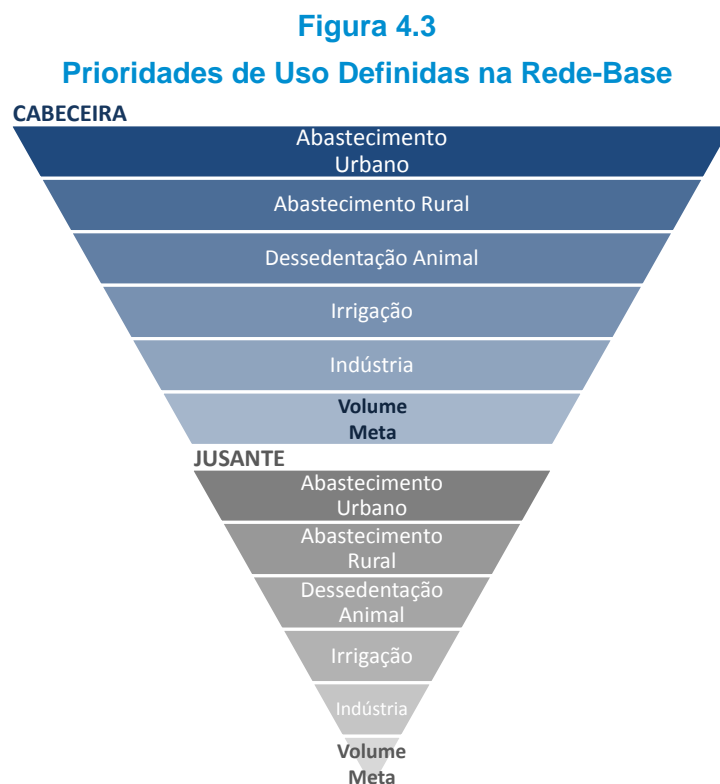 Figura 4.3
Prioridades de Uso Definidas na Rede-Base
CABECEIRA
Abastecimento
Urbano
Abastecimento Rural
Dessedentação Animal
Irrigação
Indústria
Volume
Meta
JUSANTE
Abastecimento
Urbano
Abastecimento
Rural
Dessedentação
Animal
Irrigação
Indústria
Volume
Meta